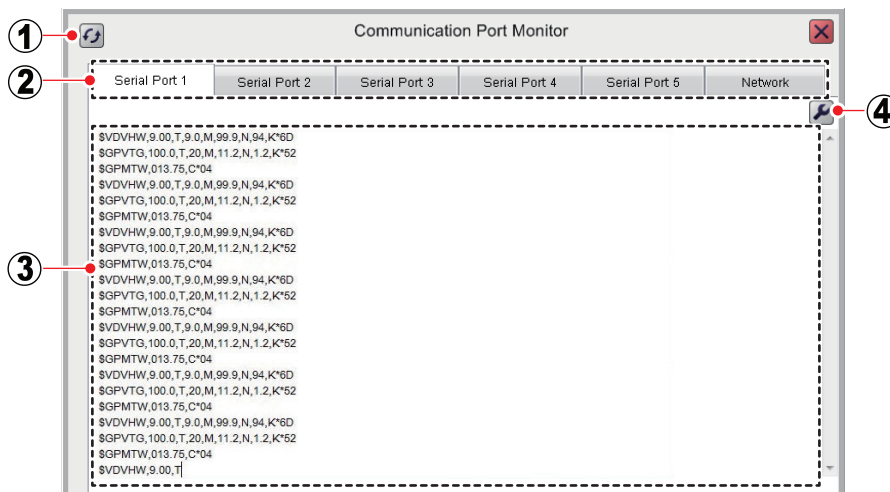 1 Communication Port Monitor
2 Serial Port 1 Serial Port 2 Serial Port 3 Serial Port 4 Serial Port 5 Network
4
$VDVHW,9.00,T,9.0,M,99.9,N,94,K*6D
$GPVTG,100.0,T,20,M,11.2,N,1.2,K*52
$GPMTW,013.75,C*04
$VDVHW,9.00,T,9.0,M,99.9,N,94,K*6D
$GPVTG,100.0,T,20,M,11.2,N,1.2,K*52
$GPMTW,013.75,C*04
$VDVHW,9.00,T,9.0,M,99.9,N,94,K*6D
$GPVTG,100.0,T,20,M,11.2,N,1.2,K*52
3 $GPMTW,013.75,C*04
$VDVHW,9.00,T,9.0,M,99.9,N,94,K*6D
$GPVTG,100.0,T,20,M,11.2,N,1.2,K*52
$GPMTW,013.75,C*04
$VDVHW,9.00,T,9.0,M,99.9,N,94,K*6D
$GPVTG,100.0,T,20,M,11.2,N,1.2,K*52
$GPMTW,013.75,C*04
$VDVHW,9.00,T,9.0,M,99.9,N,94,K*6D
$GPVTG,100.0,T,20,M,11.2,N,1.2,K*52
$GPMTW,013.75,C*04
$VDVHW,9.00,T,9.0,M,99.9,N,94,K*6D
$GPVTG,100.0,T,20,M,11.2,N,1.2,K*52
$GPMTW,013.75,C*04
$VDVHW,9.00,T